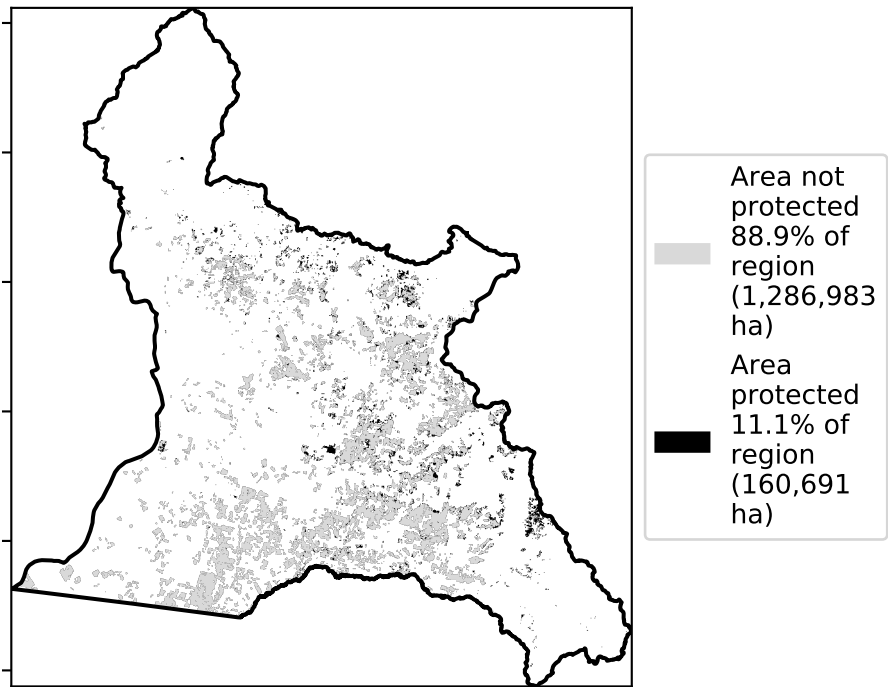 Area not
protected
88.9% of
region
(1,286,983
ha)
Area
protected
11.1% of
region
(160,691
ha)